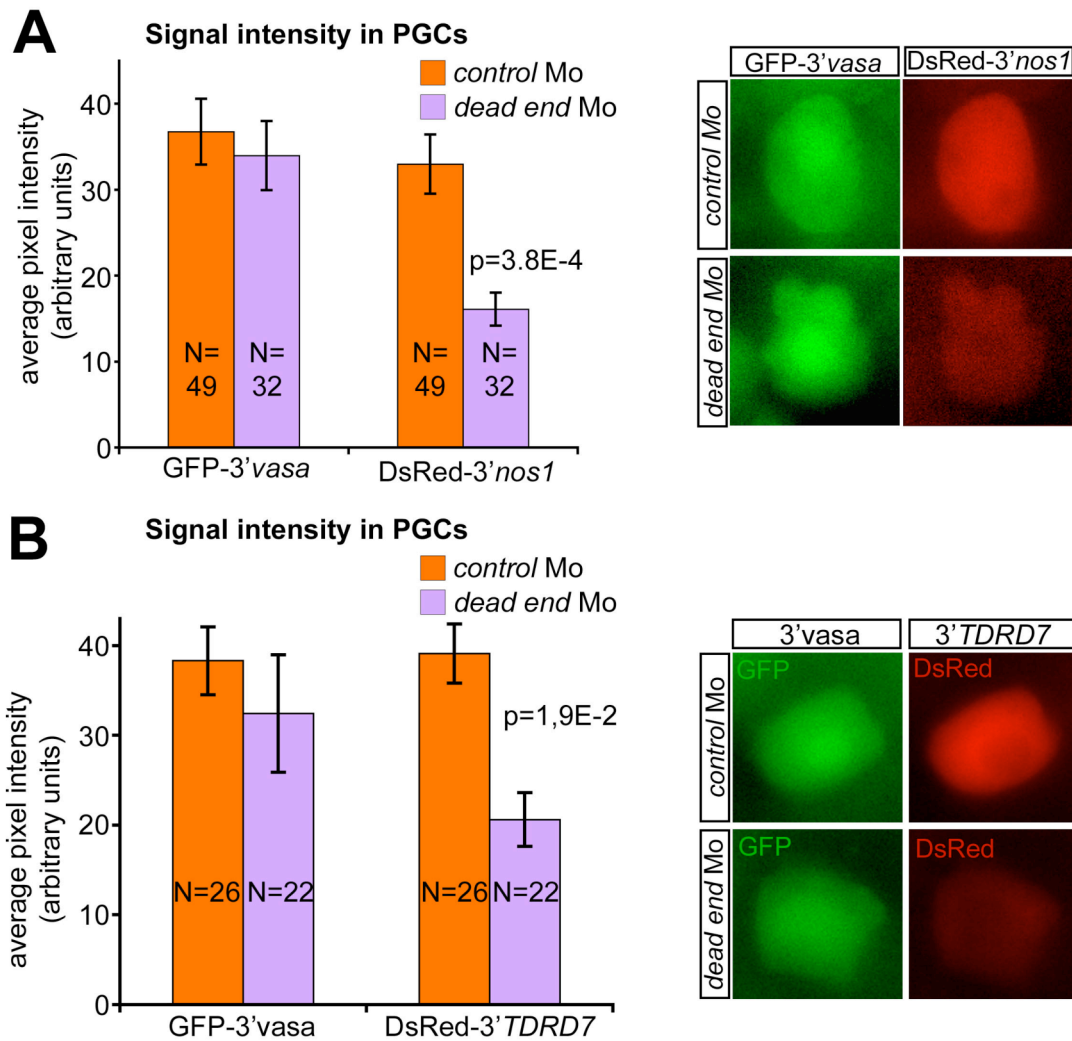 A
Signal intensity in PGCs
control Mo
dead end Mo
average pixel intensity
(arbitrary units)
40
30
20
10
0
p=3.8E-4
N=
49
N=
32
N=
49
N=
32
GFP-3'vasa
DsRed-3'nos1
GFP-3'vasa
DsRed-3'nos1
control Mo
dead end Mo
B
Signal intensity in PGCs
control Mo
dead end Mo
average pixel intensity
(arbitrary units)
40
30
20
10
0
p=1,9E-2
N=26
N=22
N=26
N=22
GFP-3'vasa
DsRed-3'TDRD7
3'vasa
3'TDRD7
control Mo
GFP
DsRed
dead end Mo
GFP
DsRed